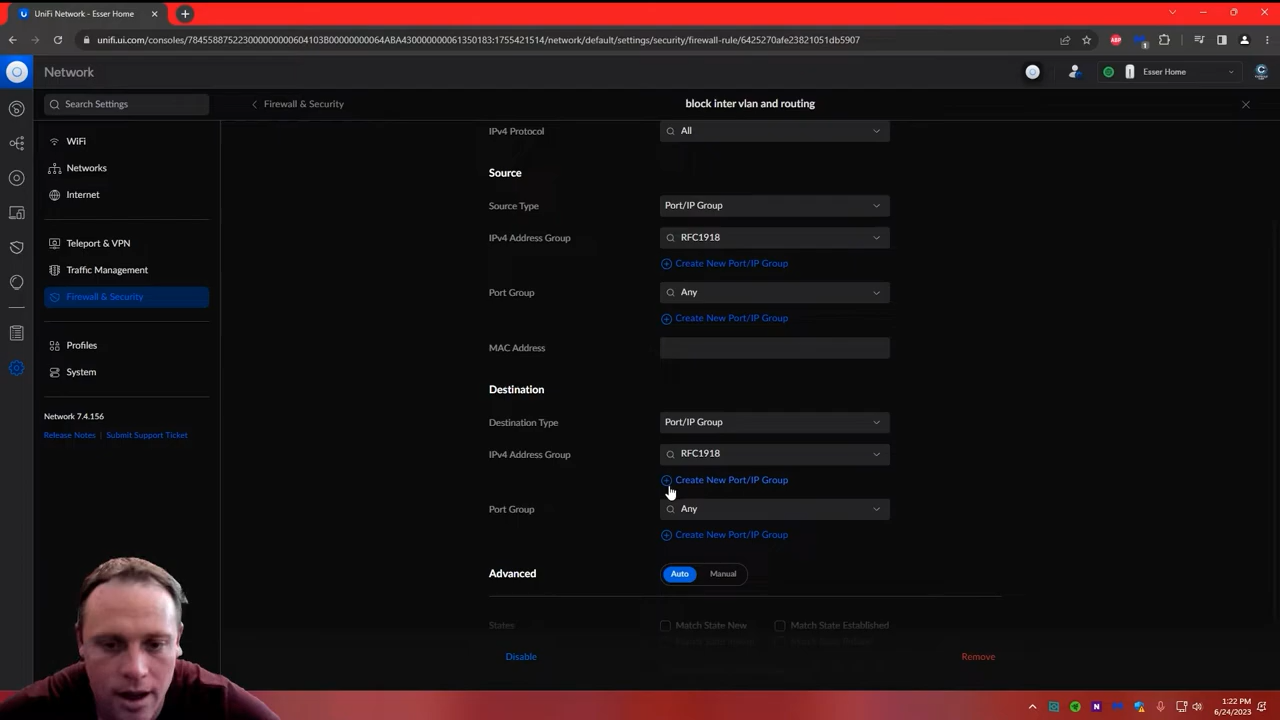 UniFi Network - Esser Home
unifi.ui.com/consoles/78455887522300000000604103B00000000064ABA430000000061350183:1755421514/network/default/settings/security/firewall-rule/6425270afe23821051db5907
Network
Esser Home
Search Settings
Firewall & Security
block inter vlan and routing
WiFi
Networks
Internet
Teleport & VPN
Traffic Management
Firewall & Security
Profiles
System
Network 7.4.156
Release Notes | Submit Support Ticket
IPv4 Protocol
All
Source
Source Type
Port/IP Group
IPv4 Address Group
RFC1918
Create New Port/IP Group
Port Group
Any
Create New Port/IP Group
MAC Address
Destination
Destination Type
Port/IP Group
IPv4 Address Group
RFC1918
Create New Port/IP Group
Port Group
Any
Create New Port/IP Group
Advanced
Auto
Manual
States
Match State New
Match State Established
Disable
Remove
1:22 PM
6/24/2023